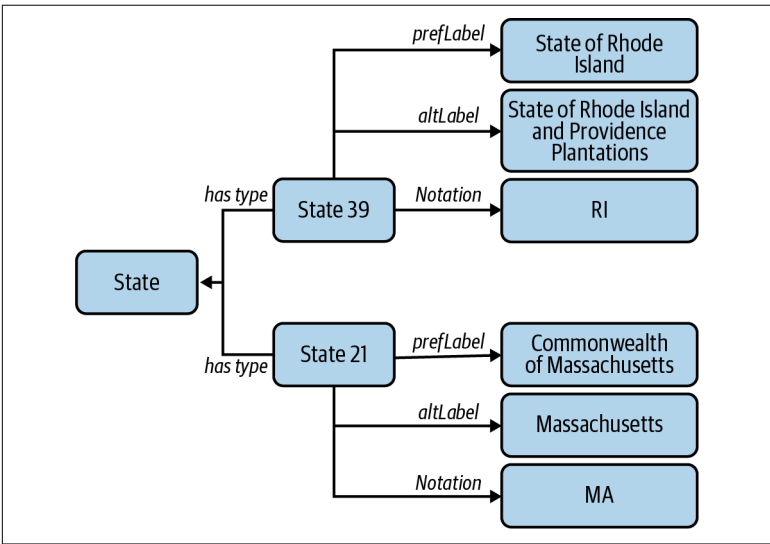 prefLabel
State of Rhode
Island
altLabel
State of Rhode Island
and Providence
Plantations
has type
State 39
Notation
RI
State
has type
State 21
prefLabel
Commonwealth
of Massachusetts
altLabel
Massachusetts
Notation
MA